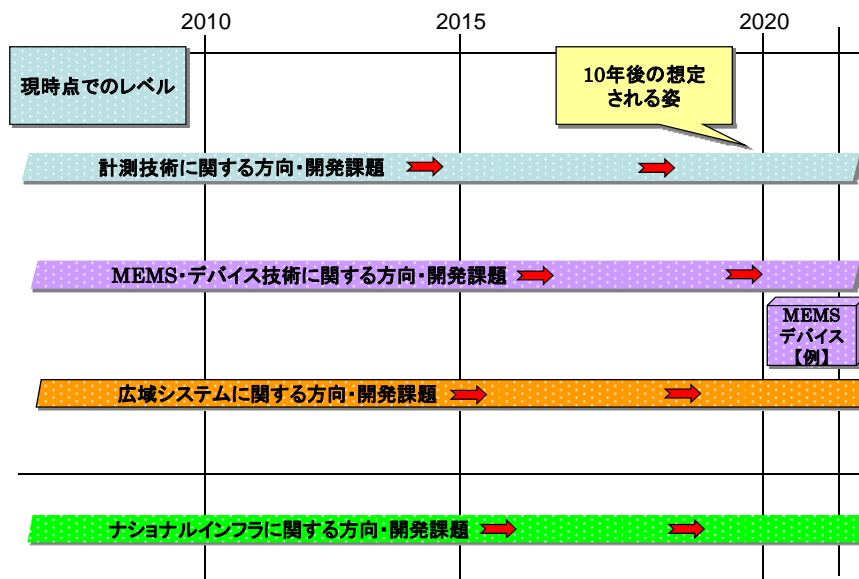 2010
2015
2020
現時点でのレベル
10年後の想定
される姿
計測技術に関する方向・開発課題
MEMS・デバイス技術に関する方向・開発課題
MEMS
デバイス
【例】
広域システムに関する方向・開発課題
ナショナルインフラに関する方向・開発課題